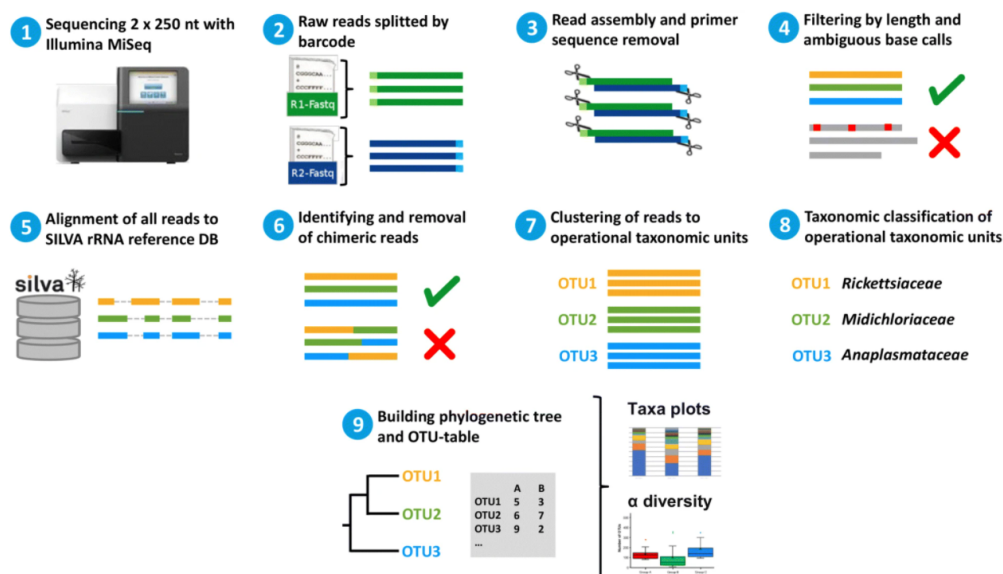 1 Sequencing 2 x 250 nt with
Illumina MiSeq
2 Raw reads splitted by
barcode
R1-Fastq
R2-Fastq
3 Read assembly and primer
sequence removal
4 Filtering by length and
ambiguous base calls
5 Alignment of all reads to
SILVA rRNA reference DB
silva
6 Identifying and removal
of chimeric reads
7 Clustering of reads to
operational taxonomic units
OTU1
OTU2
OTU3
8 Taxonomic classification of
operational taxonomic units
OTU1 Rickettsiaceae
OTU2 Midichloriaceae
OTU3 Anaplasmataceae
9 Building phylogenetic tree
and OTU-table
OTU1
OTU2
OTU3
A B
OTU1 5 3
OTU2 6 7
OTU3 9 2
...
Taxa plots
α diversity